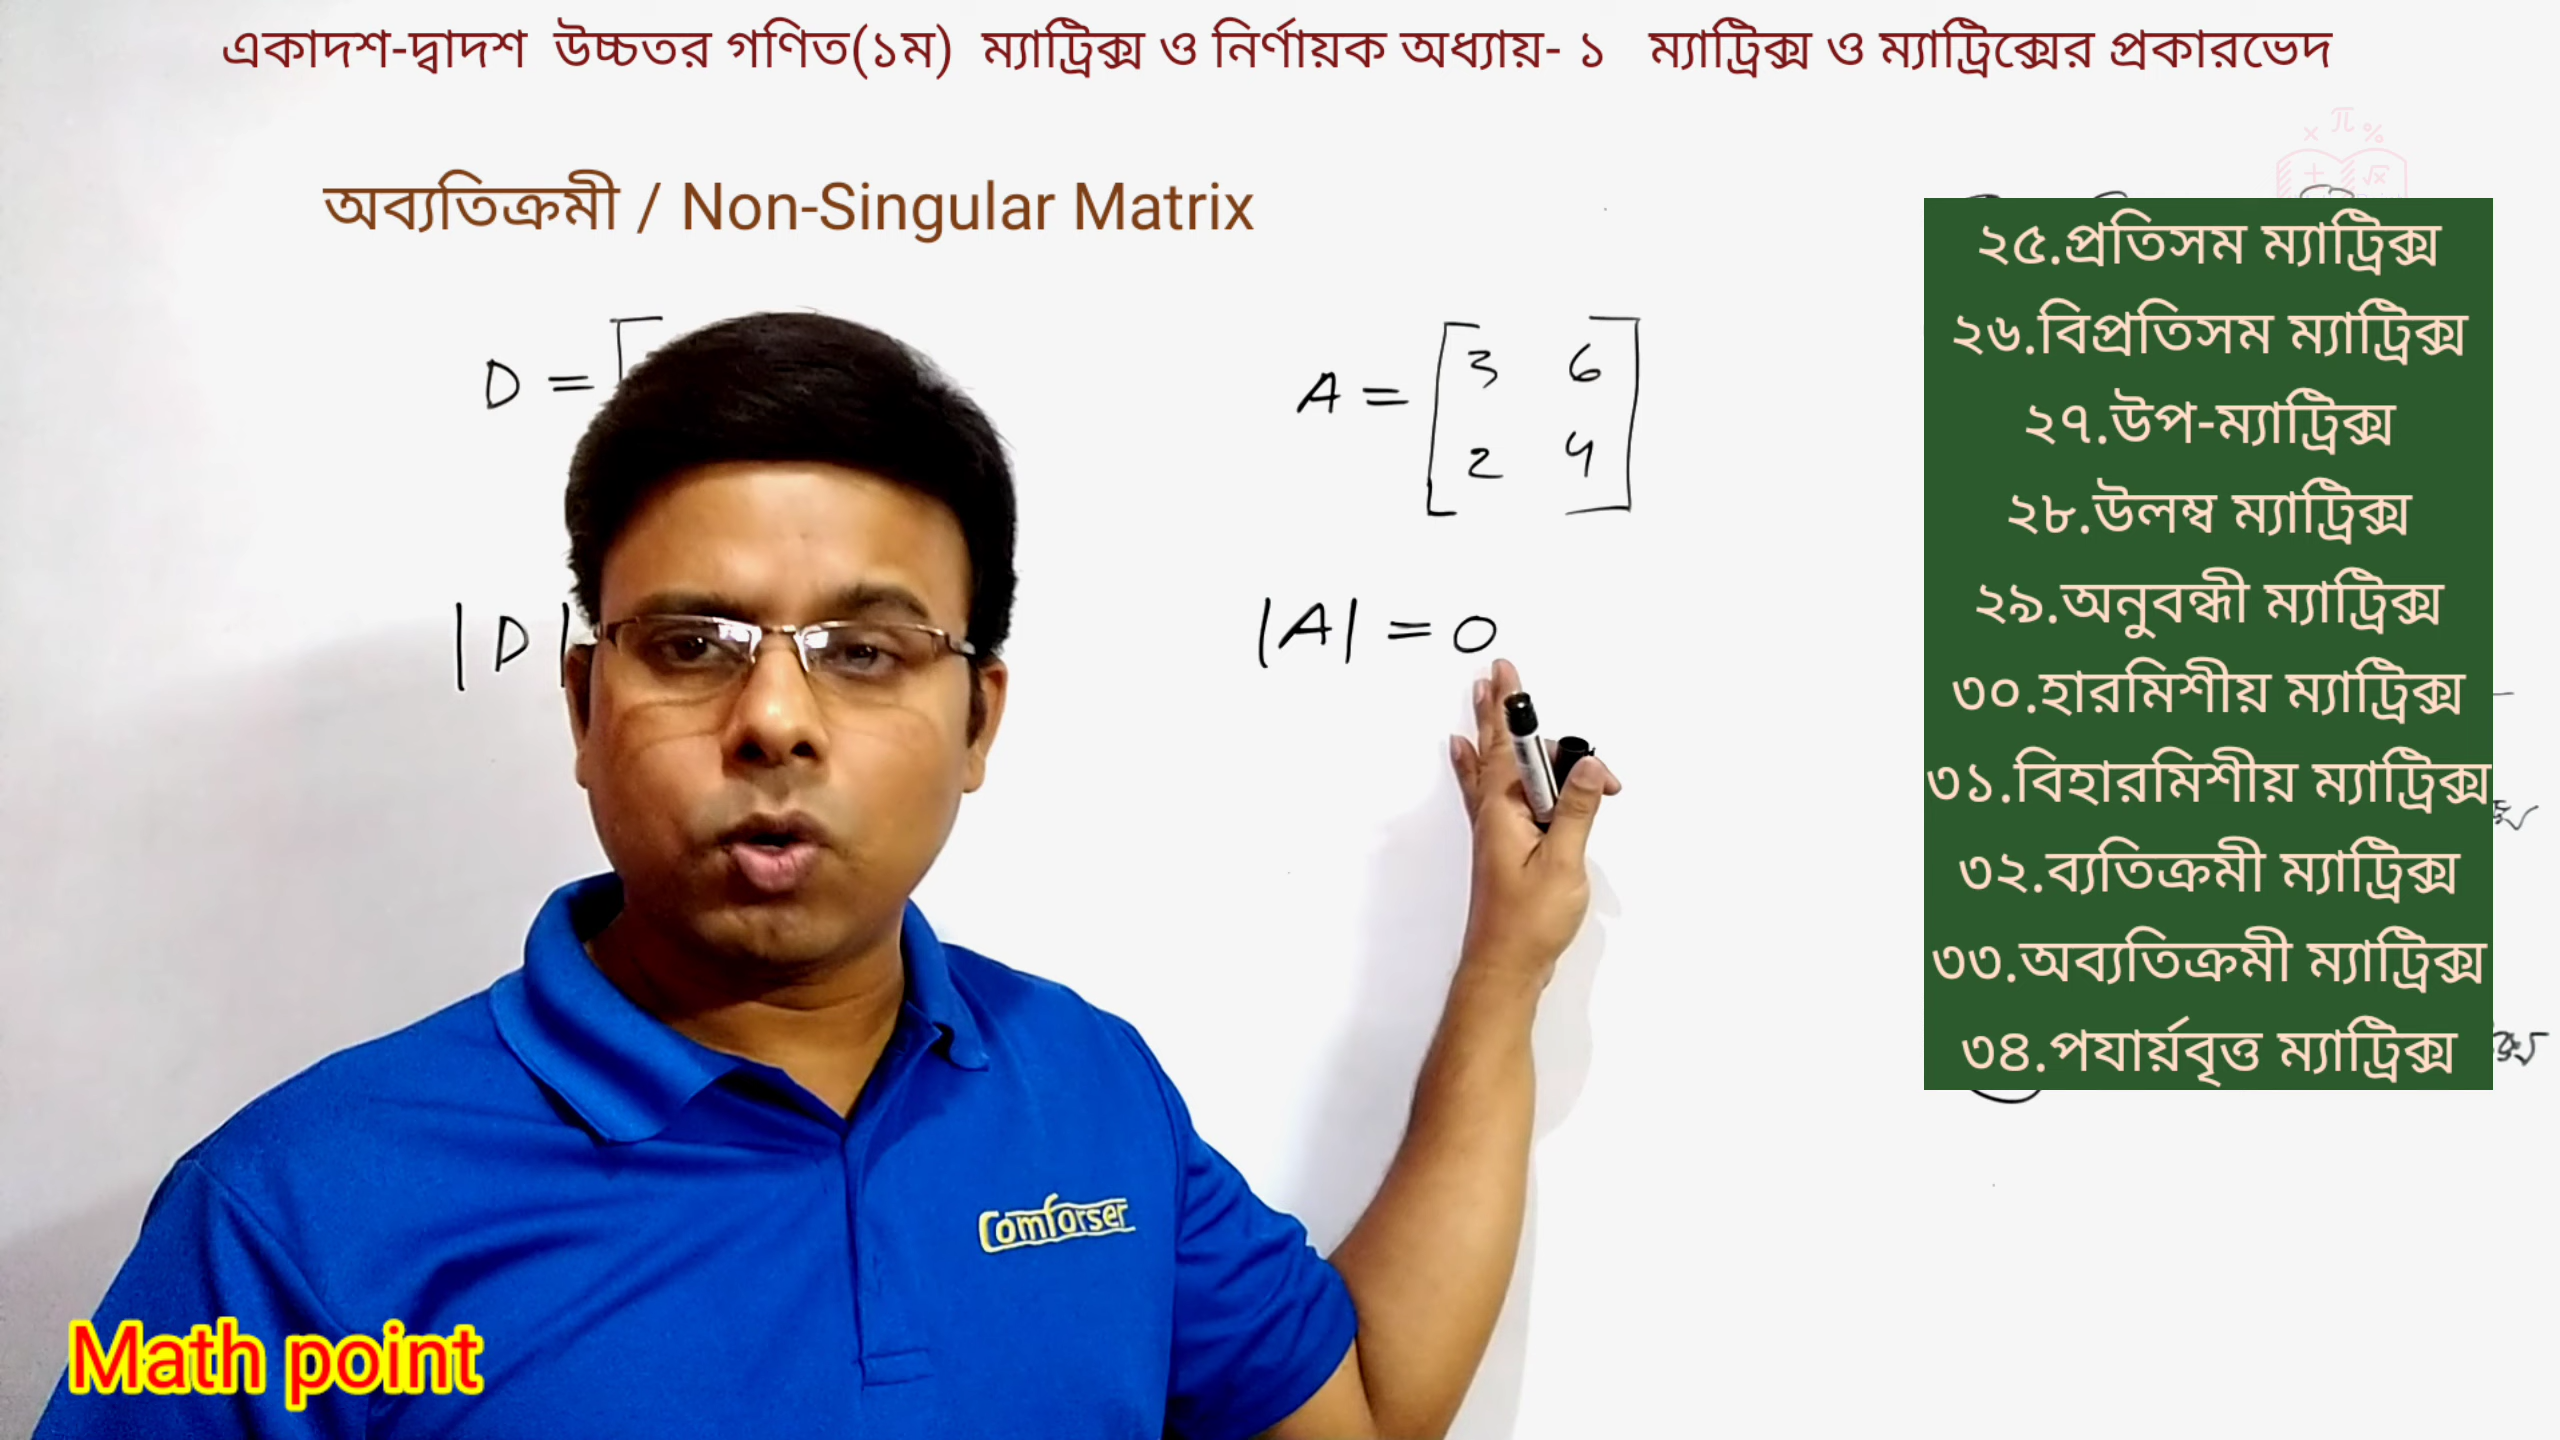 একাদশ-দ্বাদশ উচ্চতর গণিত(১ম) ম্যাট্রিক্স ও নির্ণায়ক অধ্যায়- ১ ম্যাট্রিক্স ও ম্যাট্রিক্সের প্রকারভেদ
অব্যতিক্রমী / Non-Singular Matrix
D = [
A = [3 6
2 4]
|D|
|A| = 0
২৫.প্রতিসম ম্যাট্রিক্স
২৬.বিপ্রতিসম ম্যাট্রিক্স
২৭.উপ-ম্যাট্রিক্স
২৮.উলম্ব ম্যাট্রিক্স
২৯.অনুবন্ধী ম্যাট্রিক্স
৩০.হারমিশীয় ম্যাট্রিক্স
৩১.বিহারমিশীয় ম্যাট্রিক্স
৩২.ব্যতিক্রমী ম্যাট্রিক্স
৩৩.অব্যতিক্রমী ম্যাট্রিক্স
৩৪.পযার্য়বৃত্ত ম্যাট্রিক্স
Comforser
Math point